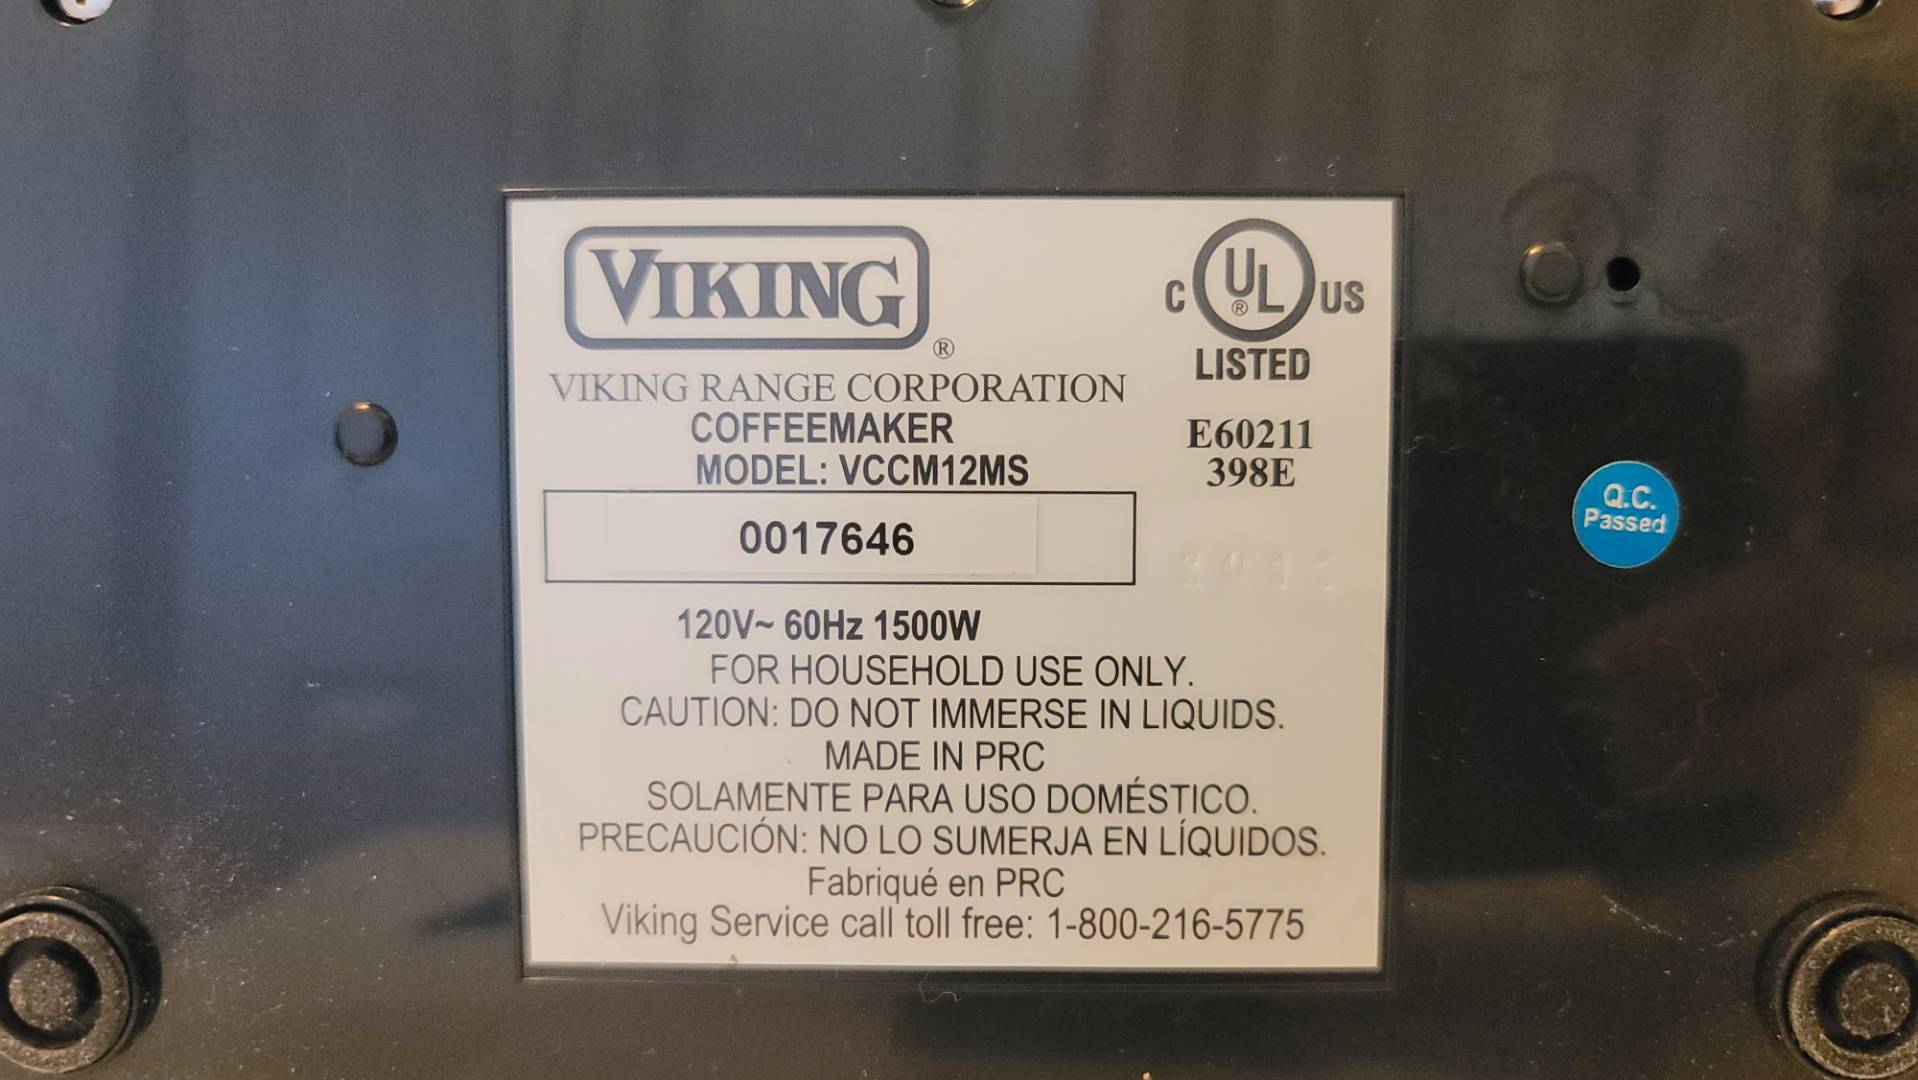 VIKING
®
VIKING RANGE CORPORATION
COFFEEMAKER
MODEL: VCCM12MS
0017646
C UL® US
LISTED
E60211
398E
120V~ 60Hz 1500W
FOR HOUSEHOLD USE ONLY.
CAUTION: DO NOT IMMERSE IN LIQUIDS.
MADE IN PRC
SOLAMENTE PARA USO DOMÉSTICO.
PRECAUCIÓN: NO LO SUMERJA EN LÍQUIDOS.
Fabriqué en PRC
Viking Service call toll free: 1-800-216-5775
Q.C.
Passed